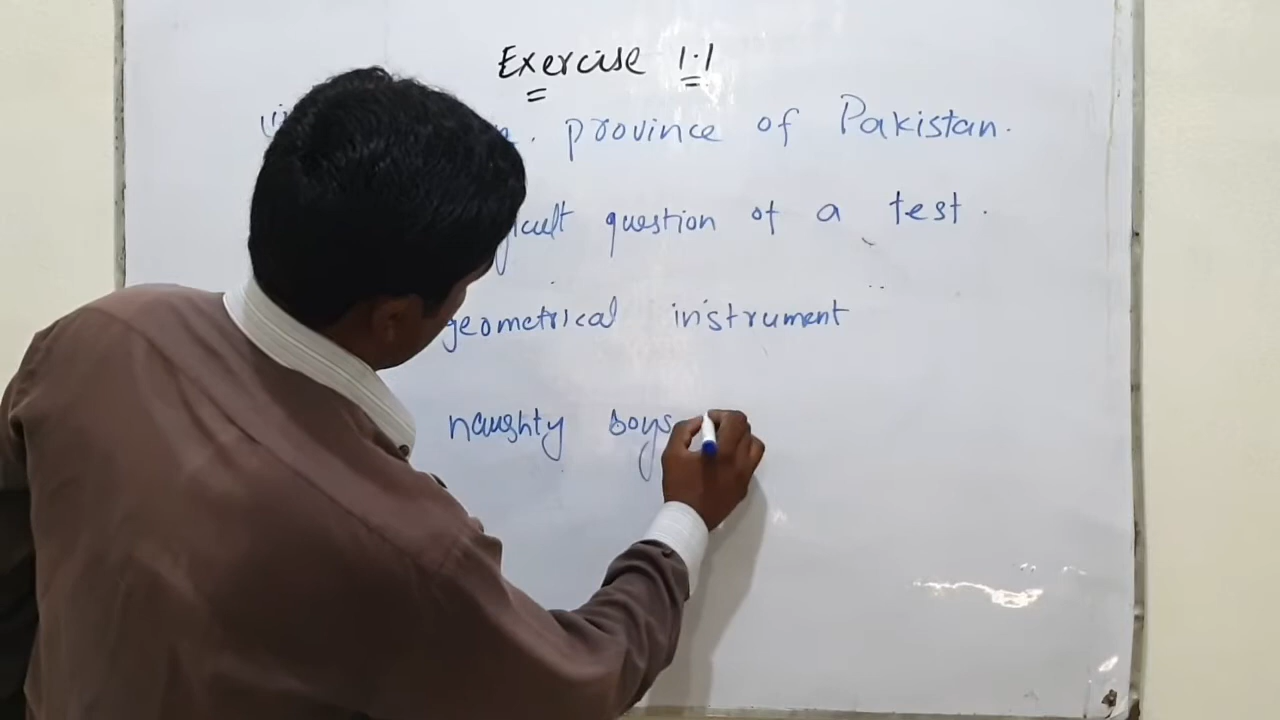 Exercise 1.1
province of Pakistan.
question of a test.
geometrical instrument
naughty boys